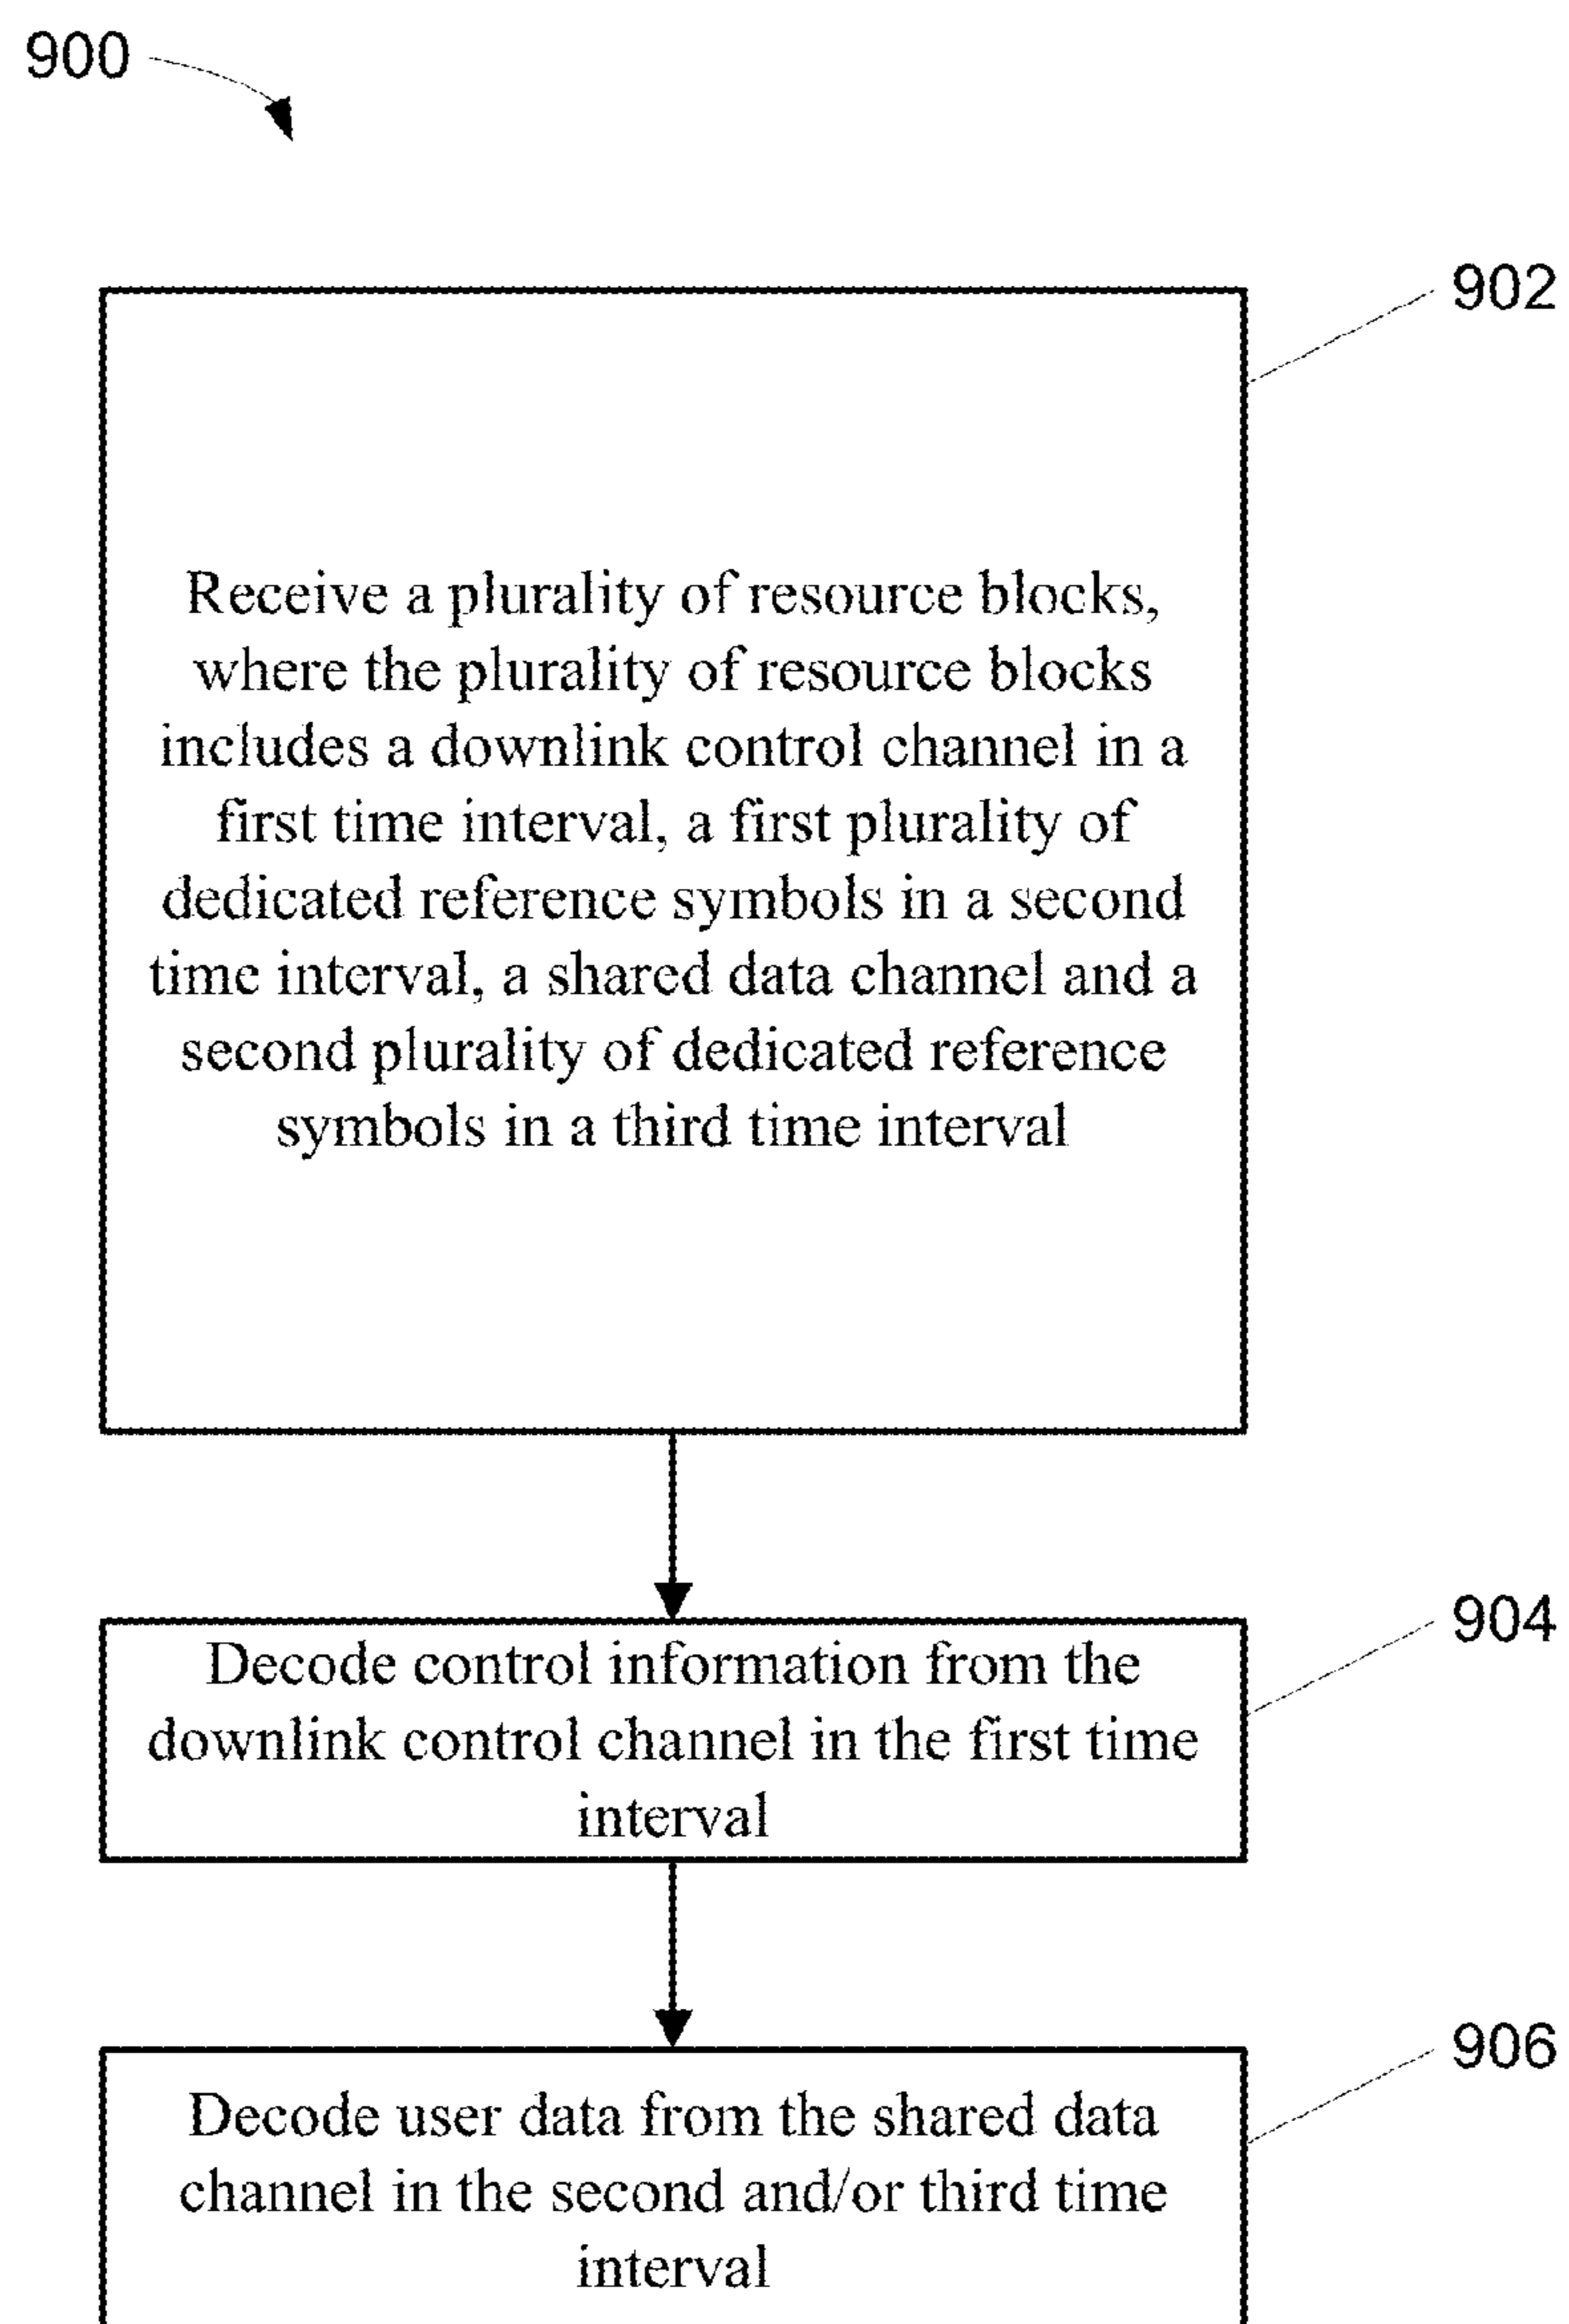 900
902
Receive a plurality of resource blocks,
where the plurality of resource blocks
includes a downlink control channel in a
first time interval, a first plurality of
dedicated reference symbols in a second
time interval, a shared data channel and a
second plurality of dedicated reference
symbols in a third time interval
904
Decode control information from the
downlink control channel in the first time
interval
906
Decode user data from the shared data
channel in the second and/or third time
interval